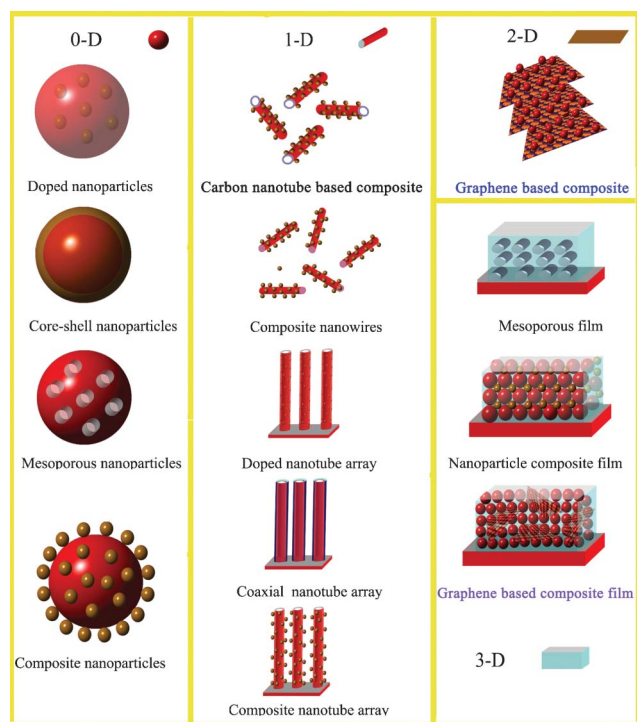 0-D
Doped nanoparticles
Core-shell nanoparticles
Mesoporous nanoparticles
Composite nanoparticles
1-D
Carbon nanotube based composite
Composite nanowires
Doped nanotube array
Coaxial nanotube array
Composite nanotube array
2-D
Graphene based composite
Mesoporous film
Nanoparticle composite film
Graphene based composite film
3-D